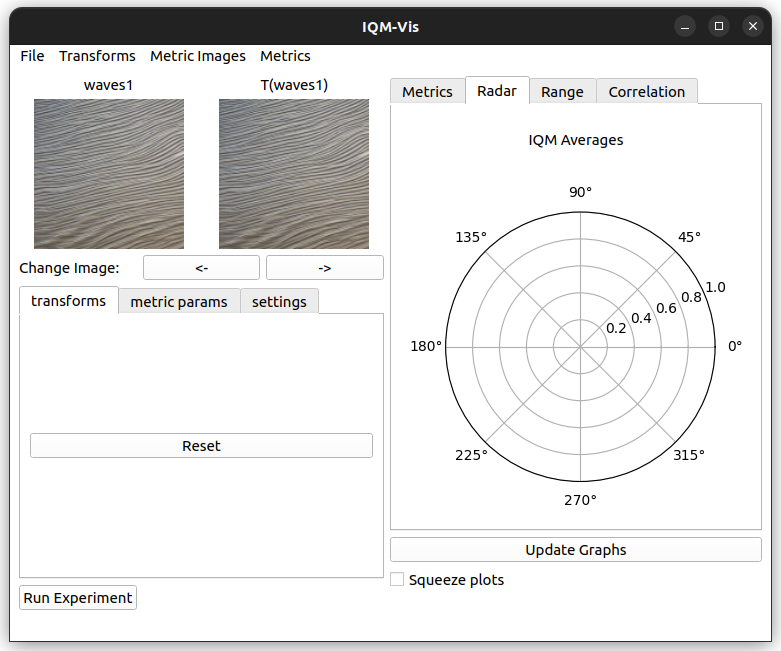 IQM-Vis
File Transforms Metric Images Metrics
waves1 T(waves1)
Change Image: <- ->
transforms metric params settings
Reset
Run Experiment
Metrics Radar Range Correlation
IQM Averages
90°
135° 45°
1.0
0.8
0.6
0.4
0.2
180° 0°
225° 315°
270°
Update Graphs
Squeeze plots